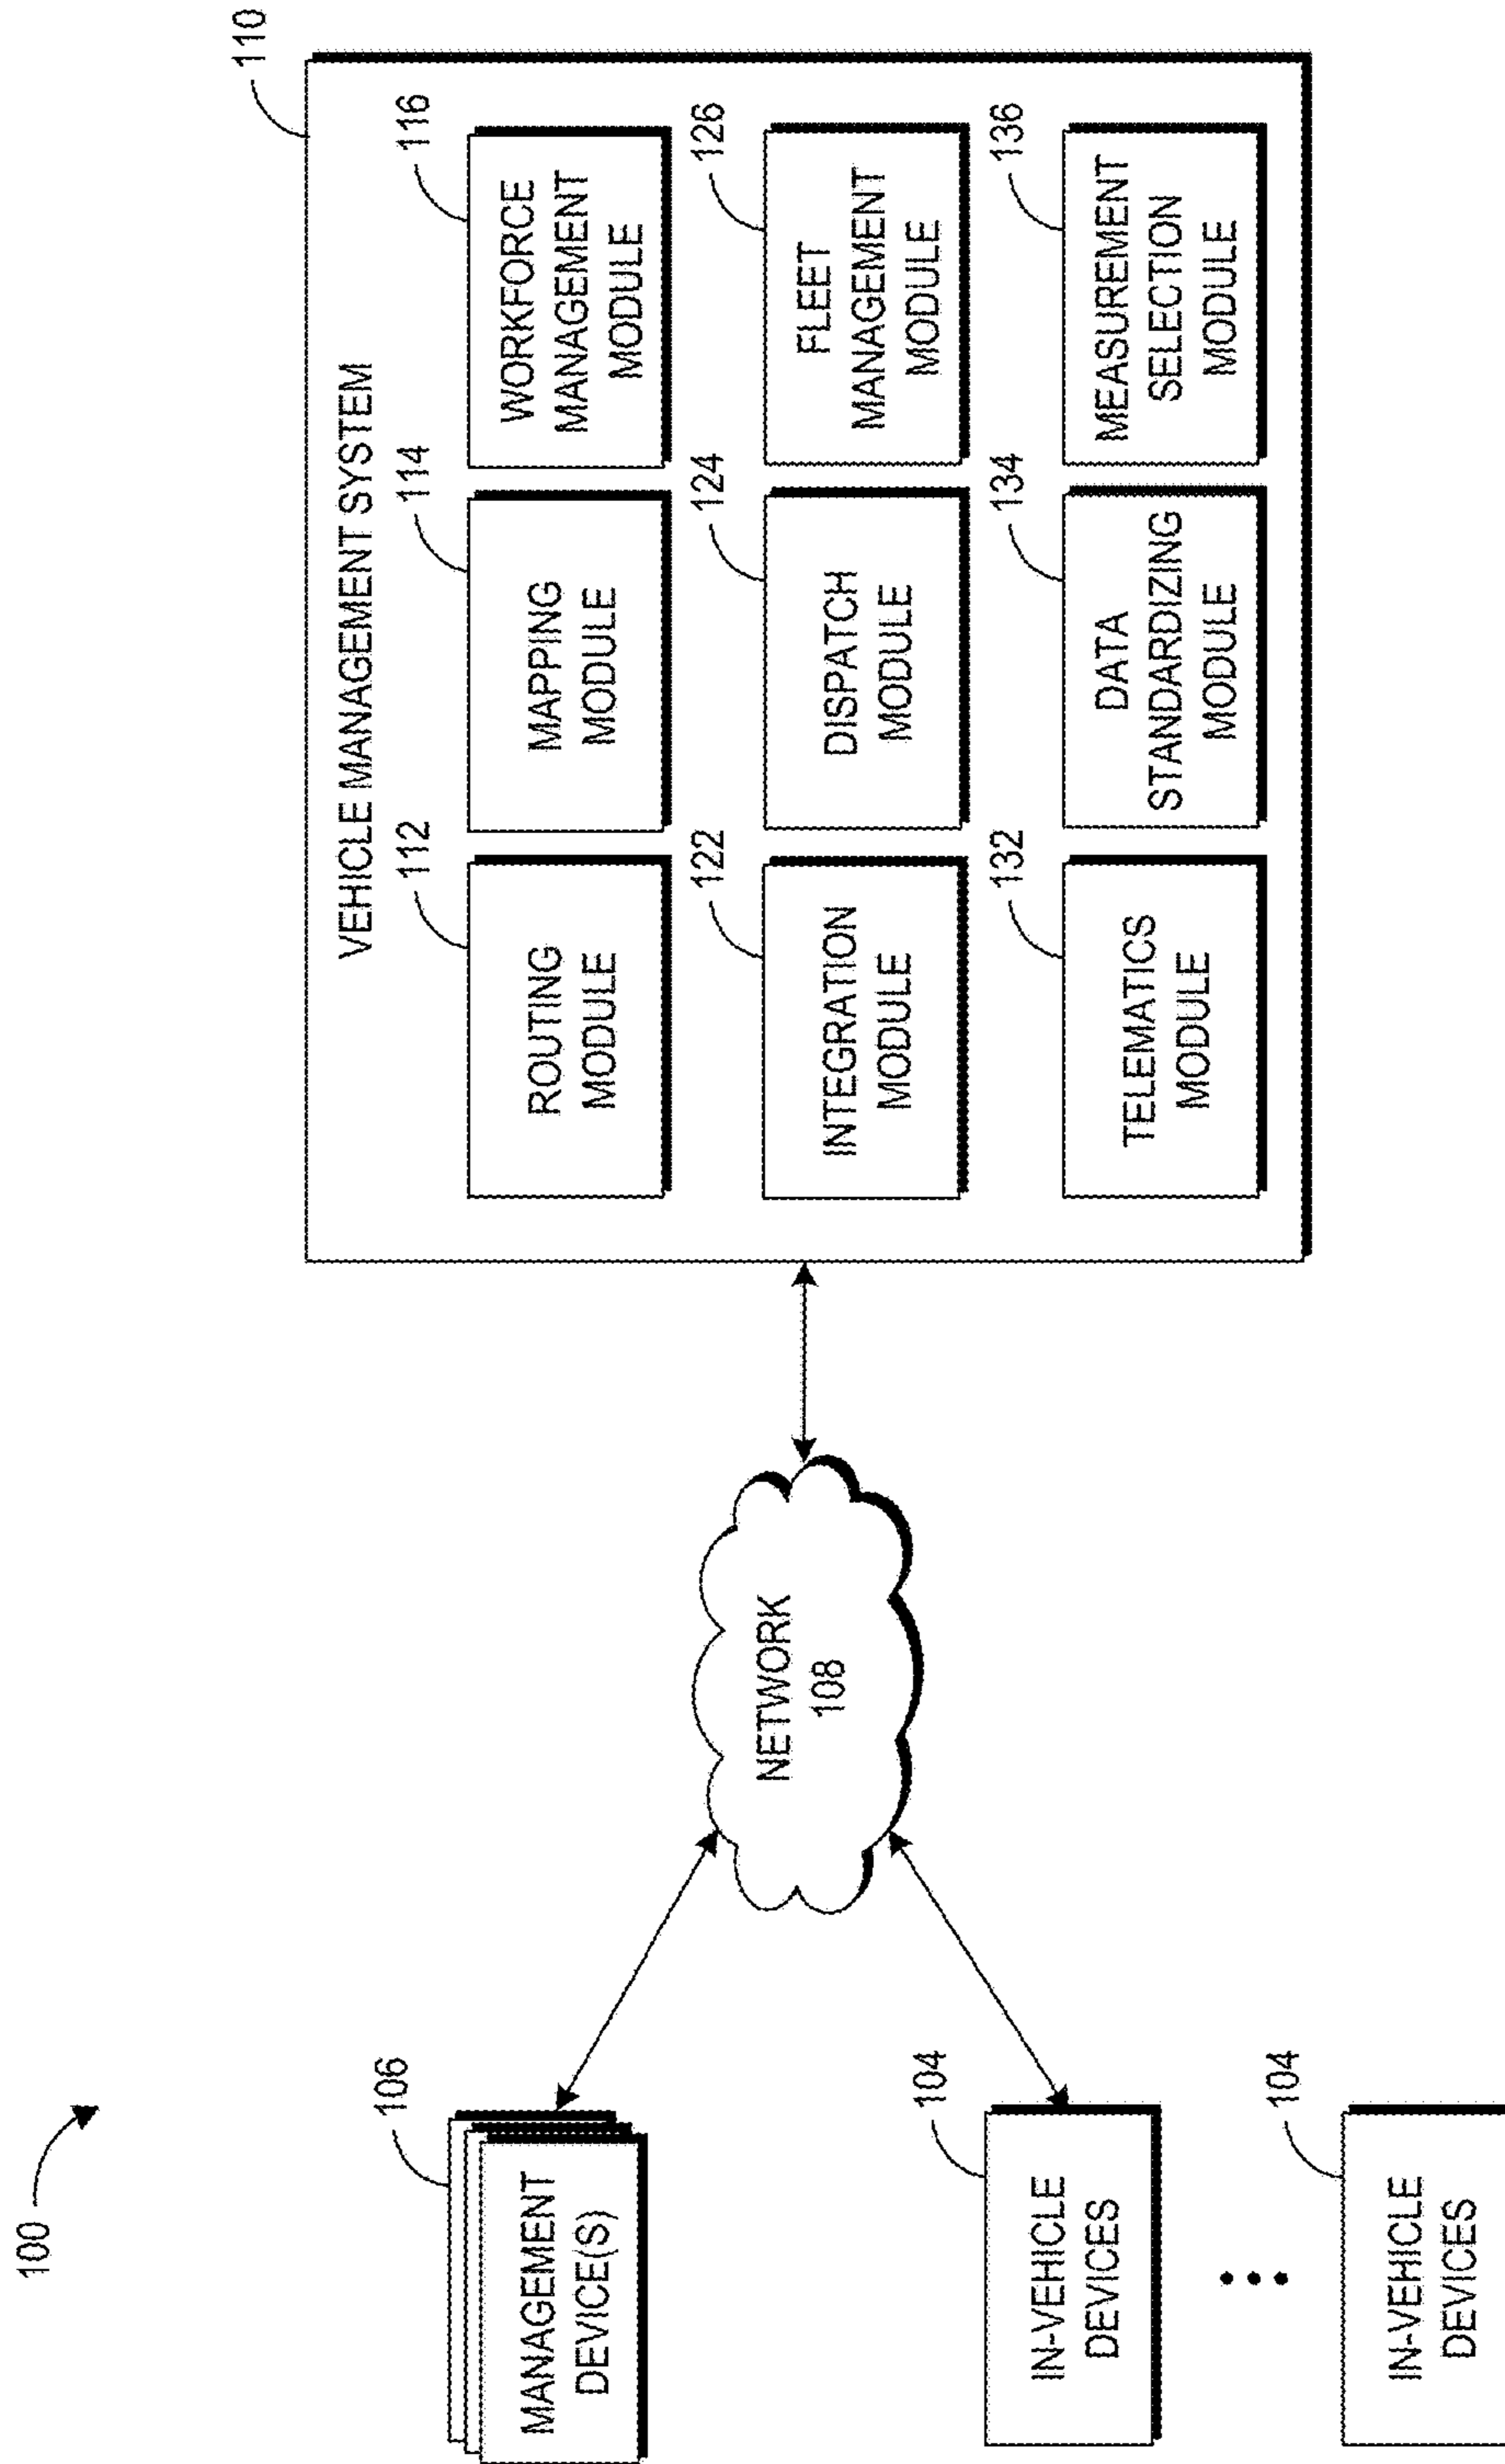 100
106
MANAGEMENT
DEVICE(S)
104
IN-VEHICLE
DEVICES
104
IN-VEHICLE
DEVICES
NETWORK
108
110
VEHICLE MANAGEMENT SYSTEM
112
ROUTING
MODULE
114
MAPPING
MODULE
116
WORKFORCE
MANAGEMENT
MODULE
122
INTEGRATION
MODULE
124
DISPATCH
MODULE
126
FLEET
MANAGEMENT
MODULE
132
TELEMATICS
MODULE
134
DATA
STANDARDIZING
MODULE
136
MEASUREMENT
SELECTION
MODULE